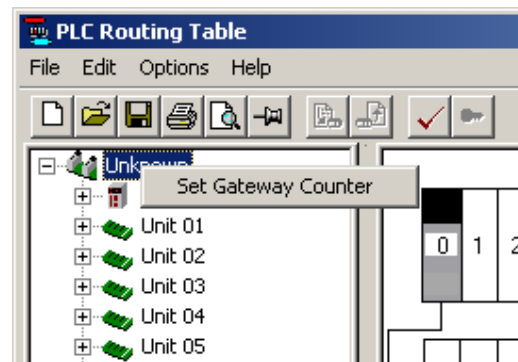 PLC Routing Table
File Edit Options Help
Unknown
Set Gateway Counter
Unit 01
Unit 02
Unit 03
Unit 04
Unit 05
0 1 2